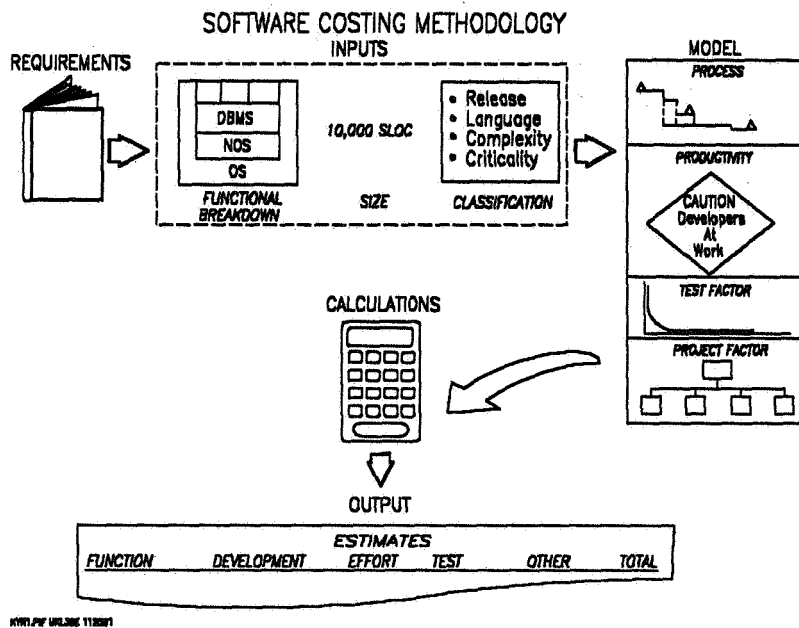 SOFTWARE COSTING METHODOLOGY
INPUTS
REQUIREMENTS
DBMS
NOS
OS
FUNCTIONAL
BREAKDOWN
10,000 SLOC
SIZE
• Release
• Language
• Complexity
• Criticality
CLASSIFICATION
MODEL
PROCESS
PRODUCTIVITY
CAUTION
Developers
At
Work
TEST FACTOR
PROJECT FACTOR
CALCULATIONS
OUTPUT
ESTIMATES
FUNCTION DEVELOPMENT EFFORT TEST OTHER TOTAL